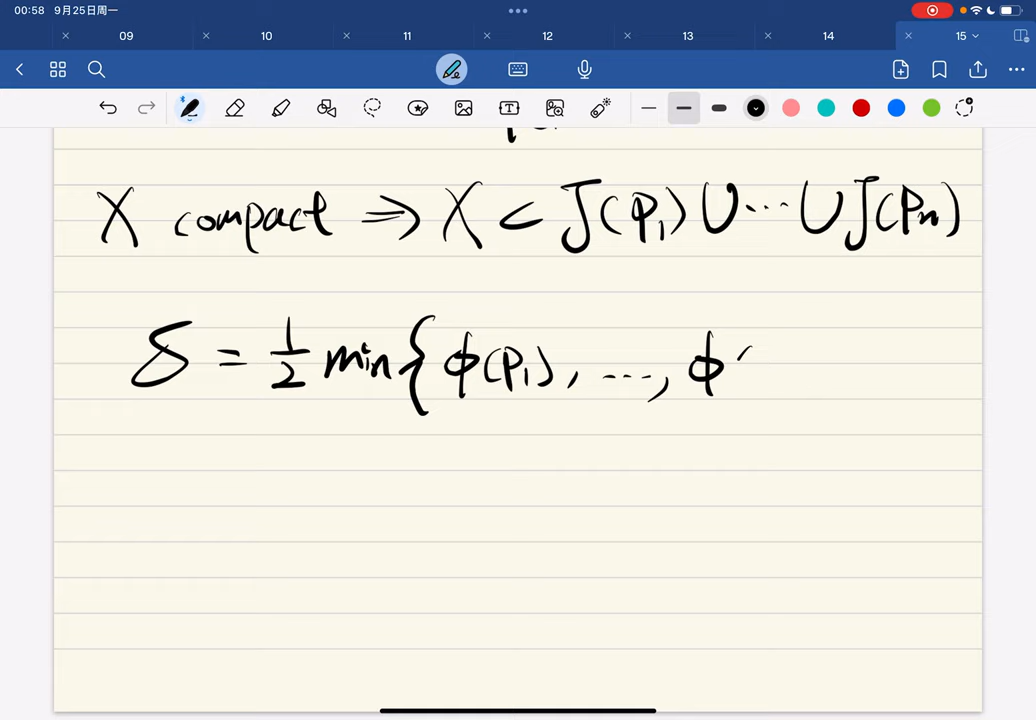 00:58 9月25日周一
09 10 11 12 13 14 15
X compact ⇒ X ⊂ J(p₁) ∪ ⋯ ∪ J(pₙ)
δ = 1/2 min{ φ(p₁), ⋯, φ(